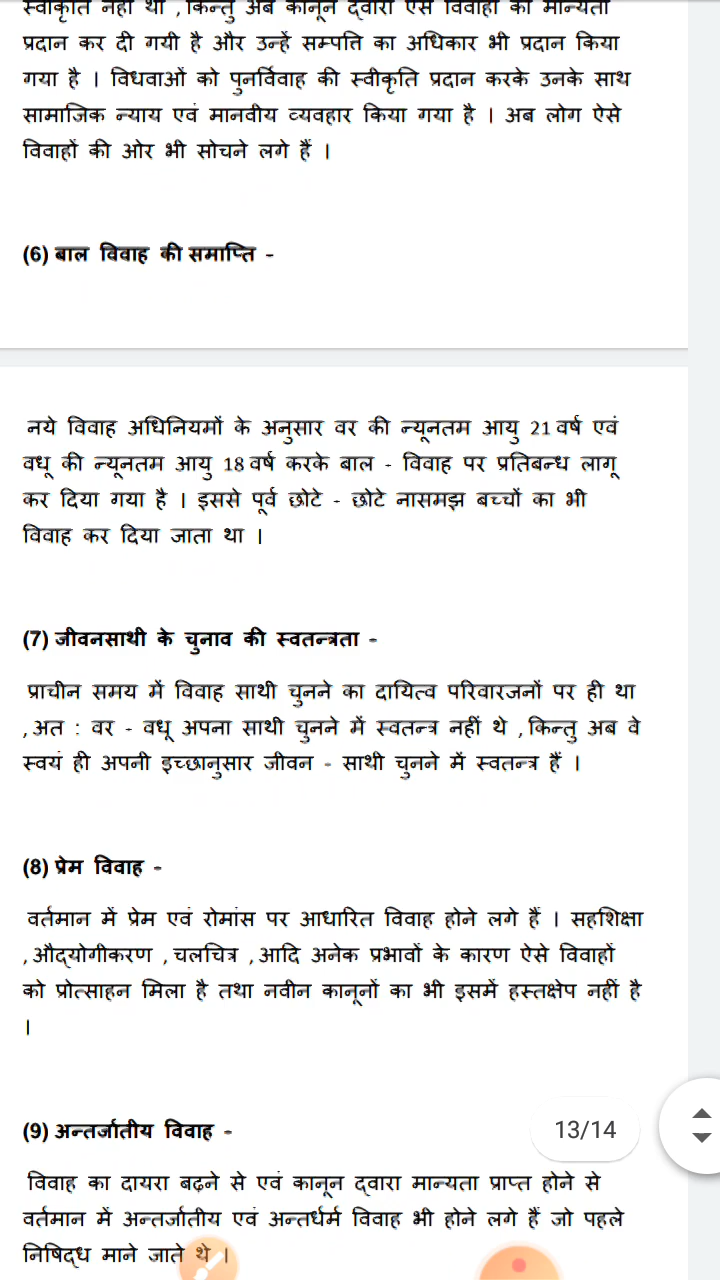 स्वीकृति नहीं थी ,किन्तु अब कानून द्वारा ऐसे विवाहों को मान्यता
प्रदान कर दी गयी है और उन्हें सम्पत्ति का अधिकार भी प्रदान किया
गया है । विधवाओं को पुनर्विवाह की स्वीकृति प्रदान करके उनके साथ
सामाजिक न्याय एवं मानवीय व्यवहार किया गया है । अब लोग ऐसे
विवाहों की ओर भी सोचने लगे हैं ।
(6) बाल विवाह की समाप्ति -
नये विवाह अधिनियमों के अनुसार वर की न्यूनतम आयु 21 वर्ष एवं
वधू की न्यूनतम आयु 18 वर्ष करके बाल - विवाह पर प्रतिबन्ध लागू
कर दिया गया है । इससे पूर्व छोटे - छोटे नासमझ बच्चों का भी
विवाह कर दिया जाता था ।
(7) जीवनसाथी के चुनाव की स्वतन्त्रता -
प्राचीन समय में विवाह साथी चुनने का दायित्व परिवारजनों पर ही था
,अत : वर - वधू अपना साथी चुनने में स्वतन्त्र नहीं थे ,किन्तु अब वे
स्वयं ही अपनी इच्छानुसार जीवन - साथी चुनने में स्वतन्त्र हैं ।
(8) प्रेम विवाह -
वर्तमान में प्रेम एवं रोमांस पर आधारित विवाह होने लगे हैं । सहशिक्षा
,औद्योगीकरण ,चलचित्र ,आदि अनेक प्रभावों के कारण ऐसे विवाहों
को प्रोत्साहन मिला है तथा नवीन कानूनों का भी इसमें हस्तक्षेप नहीं है
।
(9) अन्तर्जातीय विवाह -
13/14
विवाह का दायरा बढ़ने से एवं कानून द्वारा मान्यता प्राप्त होने से
वर्तमान में अन्तर्जातीय एवं अन्तर्धर्म विवाह भी होने लगे हैं जो पहले
निषिद्ध माने जाते थे ।